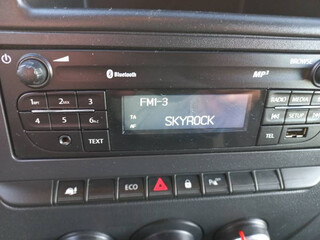 Bluetooth
MP3
BROWSE
1 2 3
RADIO MEDIA
FM1-3
4 5 6
TA
SETUP
AF
SKYROCK
TEXT
TEL
ECO